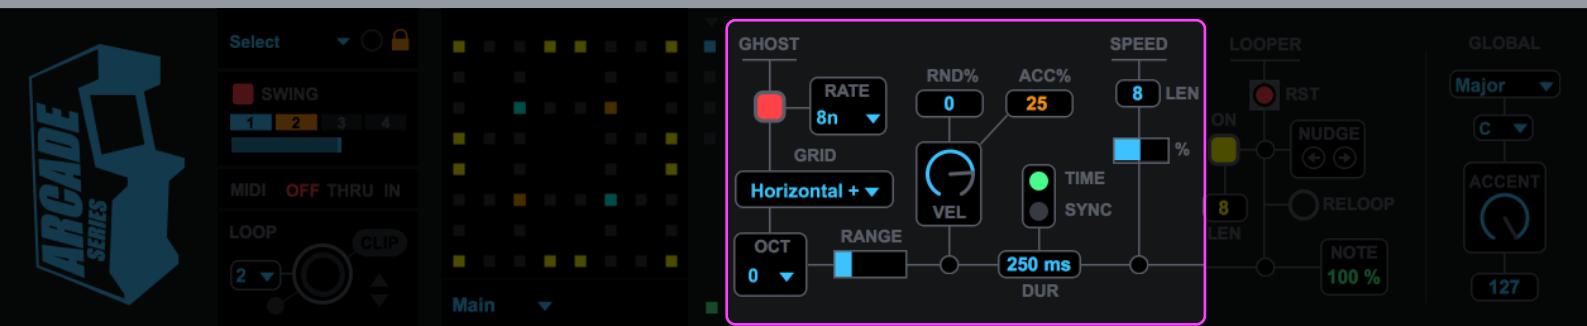 ARCADE
SERIES
Select
SWING
1 2 3 4
MIDI OFF THRU IN
LOOP
CLIP
2
Main
GHOST
RATE
8n
GRID
Horizontal +
OCT
0
RANGE
RND%
0
ACC%
25
VEL
TIME
SYNC
250 ms
DUR
SPEED
8 LEN
%
LOOPER
RST
ON
NUDGE
8
LEN
RELOOP
NOTE
100 %
GLOBAL
Major
C
ACCENT
127